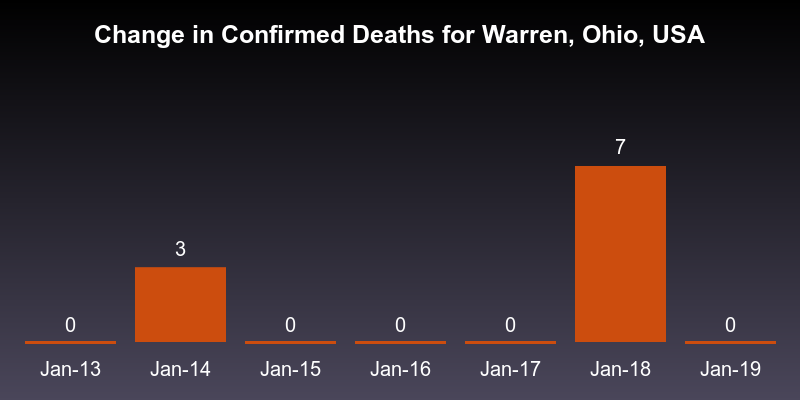 Change in Confirmed Deaths for Warren, Ohio, USA
7
3
0 0 0 0 0
Jan-13 Jan-14 Jan-15 Jan-16 Jan-17 Jan-18 Jan-19